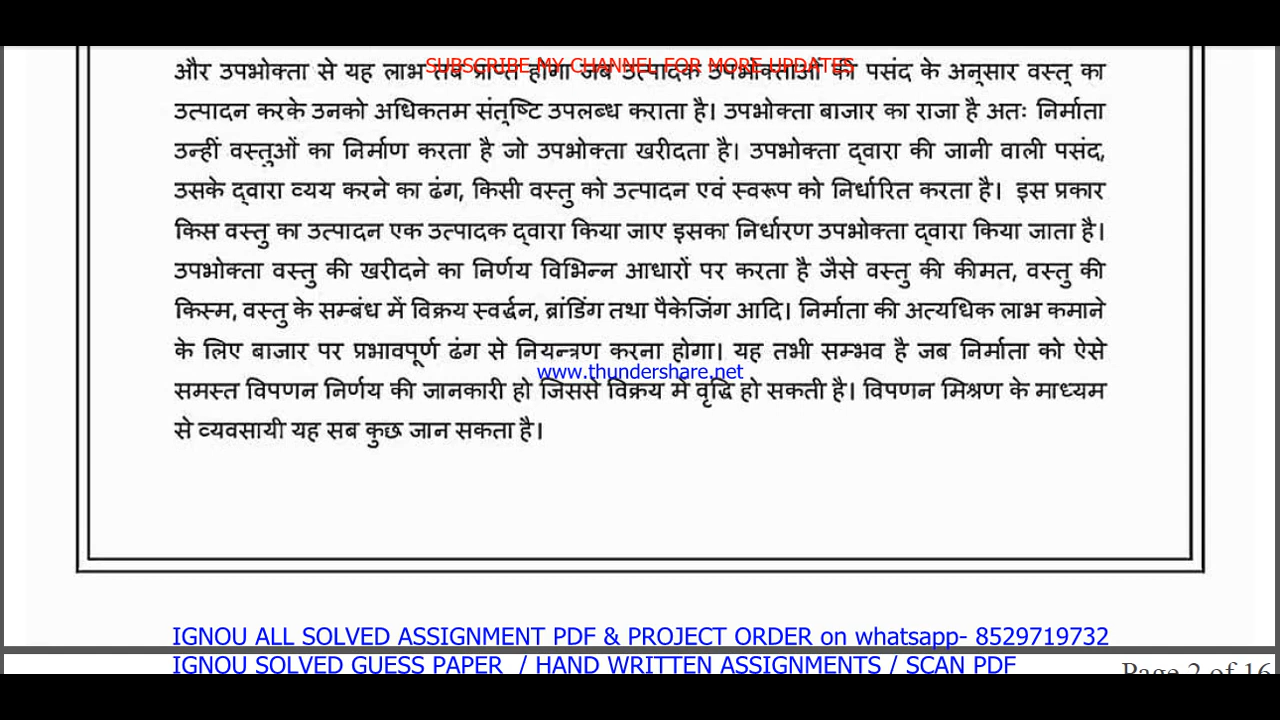 SUBSCRIBE MY CHANNEL FOR MORE UPDATES
और उपभोक्ता से यह लाभ तब प्राप्त होगा जब उत्पादक उपभोक्ताओं की पसंद के अनुसार वस्तु का
उत्पादन करके उनको अधिकतम संतुष्टि उपलब्ध कराता है। उपभोक्ता बाजार का राजा है अतः निर्माता
उन्हीं वस्तुओं का निर्माण करता है जो उपभोक्ता खरीदता है। उपभोक्ता द्वारा की जानी वाली पसंद,
उसके द्वारा व्यय करने का ढंग, किसी वस्तु को उत्पादन एवं स्वरूप को निर्धारित करता है। इस प्रकार
किस वस्तु का उत्पादन एक उत्पादक द्वारा किया जाए इसका निर्धारण उपभोक्ता द्वारा किया जाता है।
उपभोक्ता वस्तु की खरीदने का निर्णय विभिन्न आधारों पर करता है जैसे वस्तु की कीमत, वस्तु की
किस्म, वस्तु के सम्बंध में विक्रय स्वर्द्धन, ब्रांडिंग तथा पैकेजिंग आदि। निर्माता की अत्यधिक लाभ कमाने
के लिए बाजार पर प्रभावपूर्ण ढंग से नियन्त्रण करना होगा। यह तभी सम्भव है जब निर्माता को ऐसे
www.thundershare.net
समस्त विपणन निर्णय की जानकारी हो जिससे विक्रय में वृद्धि हो सकती है। विपणन मिश्रण के माध्यम
से व्यवसायी यह सब कुछ जान सकता है।
IGNOU ALL SOLVED ASSIGNMENT PDF & PROJECT ORDER on whatsapp- 8529719732
IGNOU SOLVED GUESS PAPER / HAND WRITTEN ASSIGNMENTS / SCAN PDF
Page 2 of 16